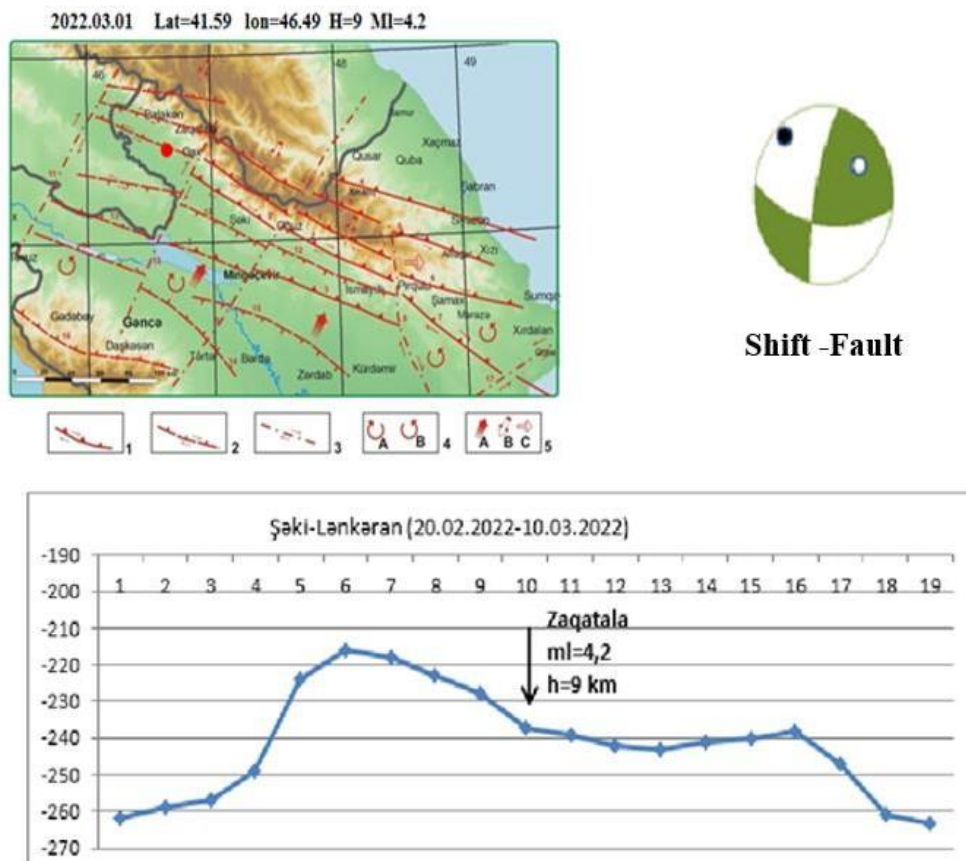 2022.03.01 Lat=41.59 lon=46.49 H=9 Ml=4.2
46 48 49
Balakən
Zaqatala
Qax
Qusar
Quba
Xaçmaz
Şabran
Siyəzən
Şəki
Oğuz
Altıağac
Xızı
Mingəçevir
İsmayıllı
Pirqulu
Şamaxı
Mərəzə
Sumqa
Xırdalan
Gədəbəy
Gəncə
Daşkəsən
Tərtər
Bərdə
Zərdab
Kürdəmir
1 2 3 A B 4 A B C 5
Shift -Fault
Şəki-Lənkəran (20.02.2022-10.03.2022)
-190
1 2 3 4 5 6 7 8 9 10 11 12 13 14 15 16 17 18 19
-200
-210
Zaqatala
-220
ml=4,2
h=9 km
-230
-240
-250
-260
-270